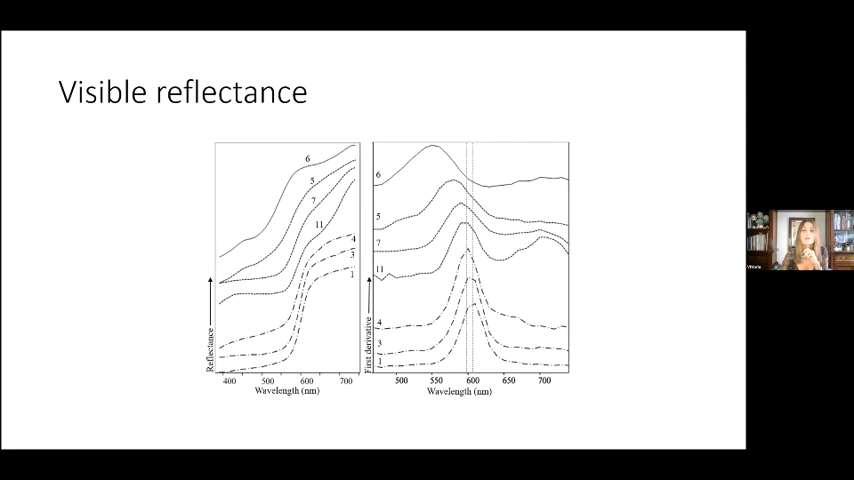 Visible reflectance
6
5
7
11
4
3
1
Reflectance
400 500 600 700
Wavelength (nm)
6
5
7
11
4
3
1
First derivative
500 550 600 650 700
Wavelength (nm)